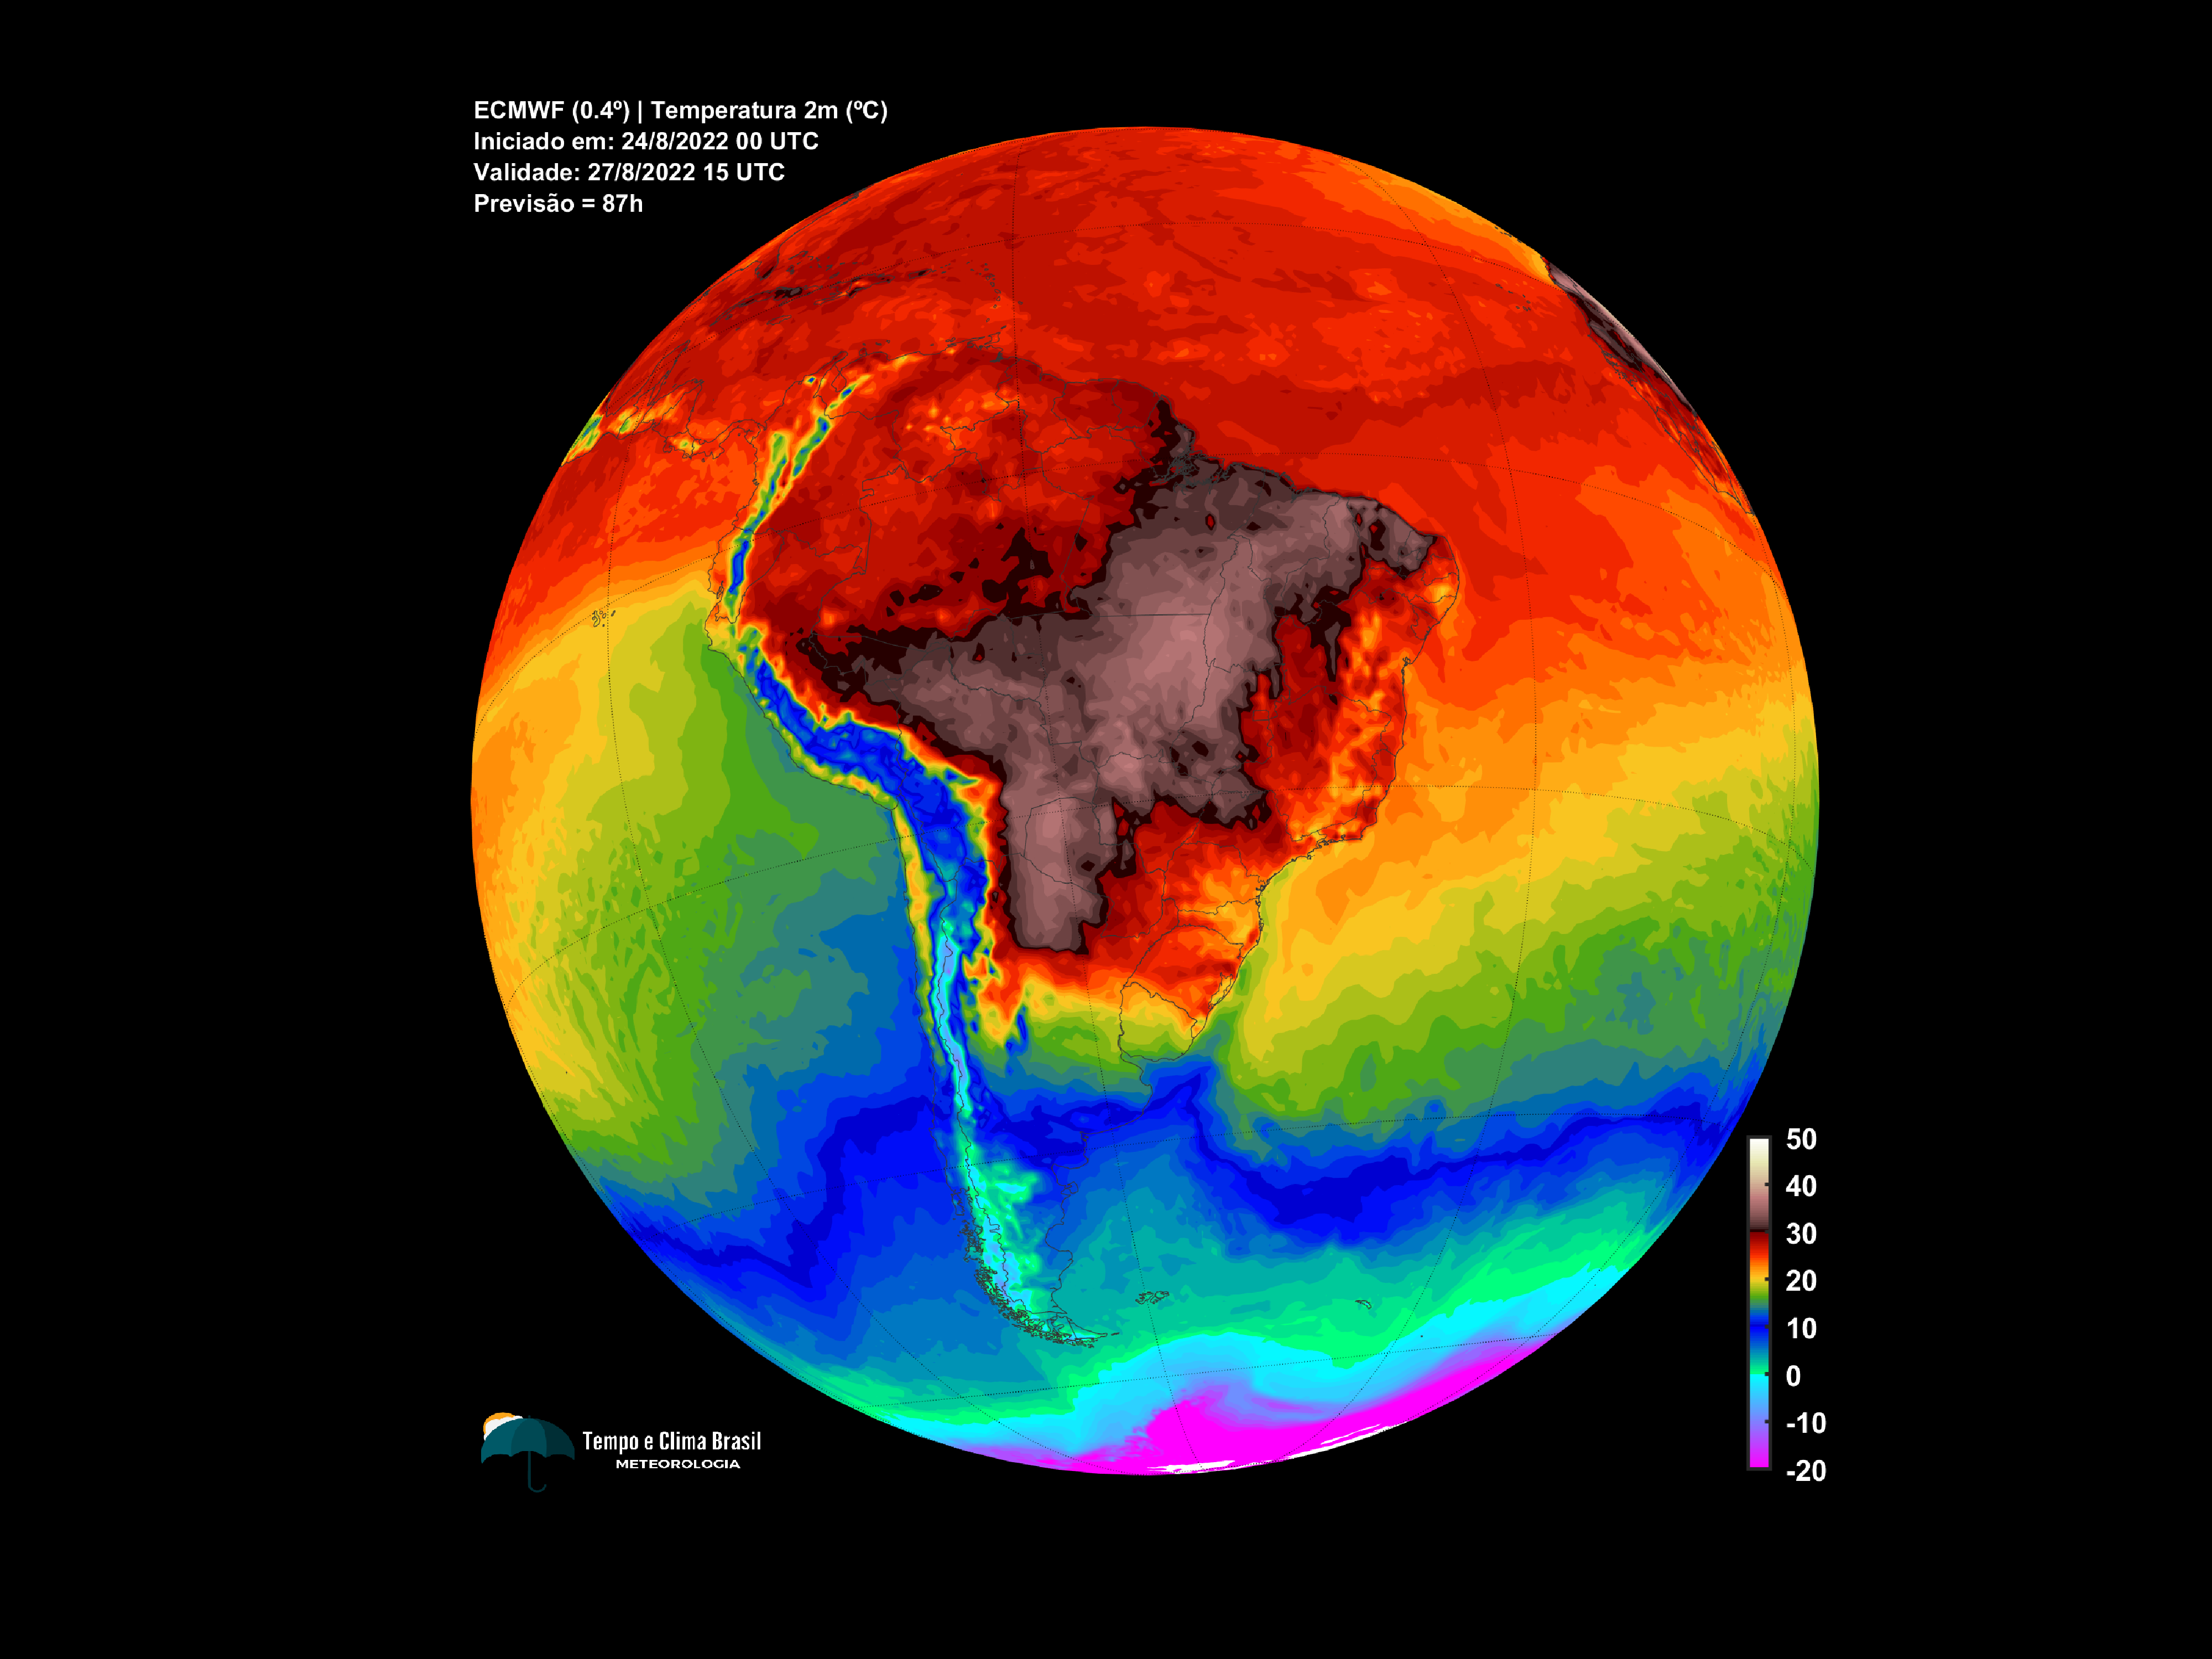 ECMWF (0.4º) | Temperatura 2m (ºC)
Iniciado em: 24/8/2022 00 UTC
Validade: 27/8/2022 15 UTC
Previsão = 87h
50
40
30
20
10
0
-10
-20
Tempo e Clima Brasil
METEOROLOGIA